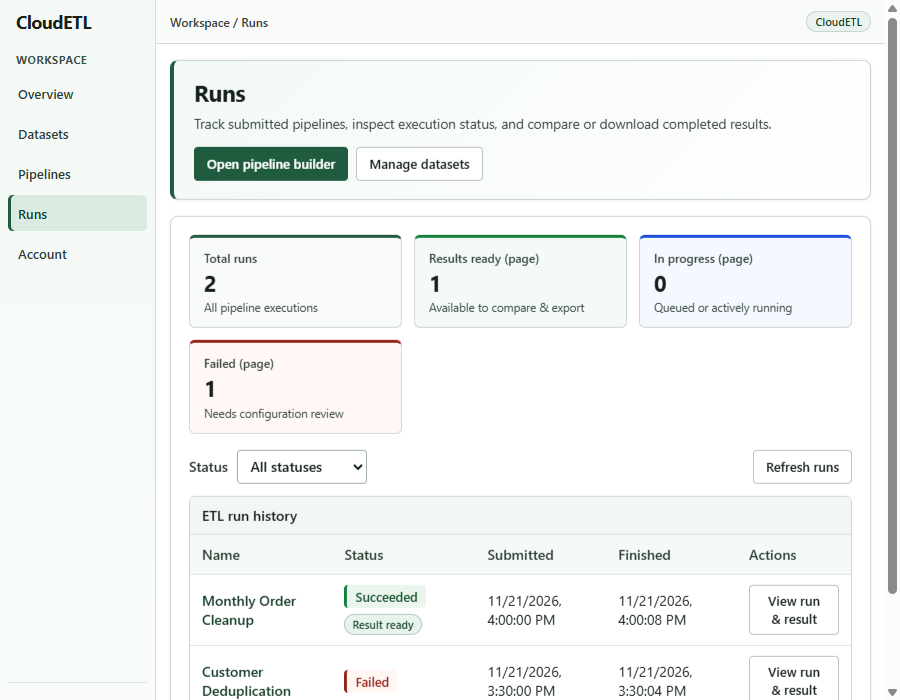 CloudETL
WORKSPACE
Overview
Datasets
Pipelines
Runs
Account
Workspace / Runs
CloudETL
Runs
Track submitted pipelines, inspect execution status, and compare or download completed results.
Open pipeline builder
Manage datasets
Total runs
2
All pipeline executions
Results ready (page)
1
Available to compare & export
In progress (page)
0
Queued or actively running
Failed (page)
1
Needs configuration review
Status
All statuses
Refresh runs
ETL run history
Name Status Submitted Finished Actions
Monthly Order
Cleanup
Succeeded
Result ready
11/21/2026,
4:00:00 PM
11/21/2026,
4:00:08 PM
View run
& result
Customer
Deduplication
Failed
11/21/2026,
3:30:00 PM
11/21/2026,
3:30:04 PM
View run
& result